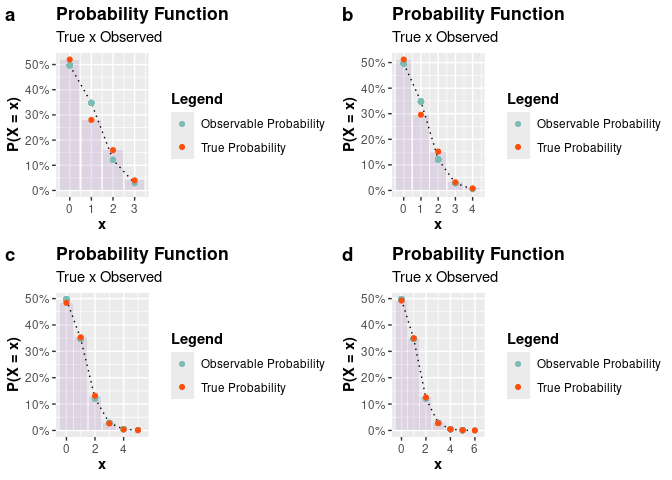 a
Probability Function
True x Observed
50%
40%
30%
20%
10%
0%
P(X = x)
0 1 2 3
x
Legend
Observable Probability
True Probability
b
Probability Function
True x Observed
50%
40%
30%
20%
10%
0%
P(X = x)
0 1 2 3 4
x
Legend
Observable Probability
True Probability
c
Probability Function
True x Observed
50%
40%
30%
20%
10%
0%
P(X = x)
0 2 4
x
Legend
Observable Probability
True Probability
d
Probability Function
True x Observed
50%
40%
30%
20%
10%
0%
P(X = x)
0 2 4 6
x
Legend
Observable Probability
True Probability